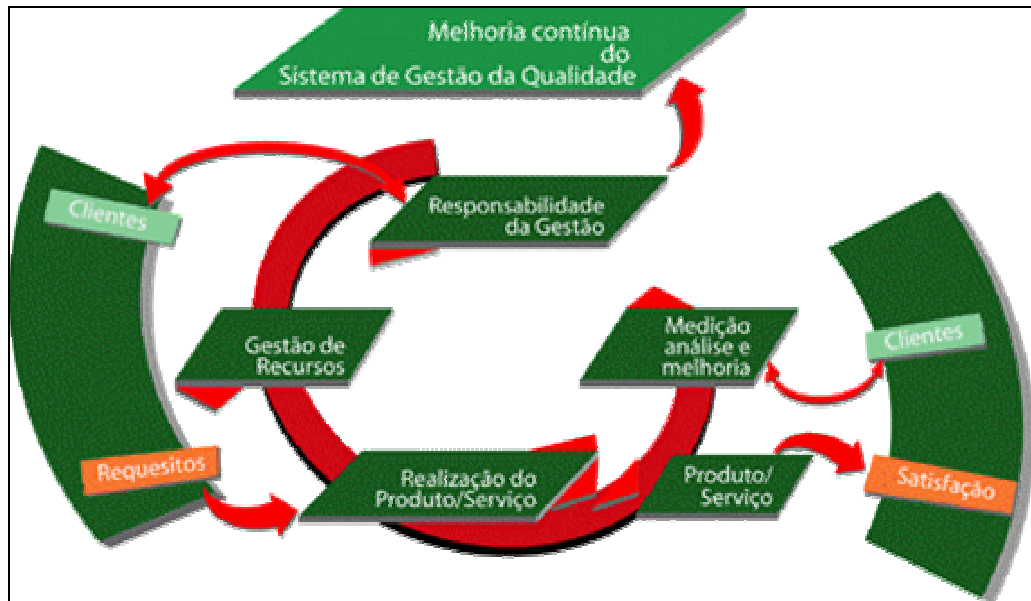 Melhoria contínua
do
Sistema de Gestão da Qualidade
Clientes
Responsabilidade
da Gestão
Gestão de
Recursos
Medição
análise e
melhoria
Clientes
Requesitos
Realização do
Produto/Serviço
Produto/
Serviço
Satisfação